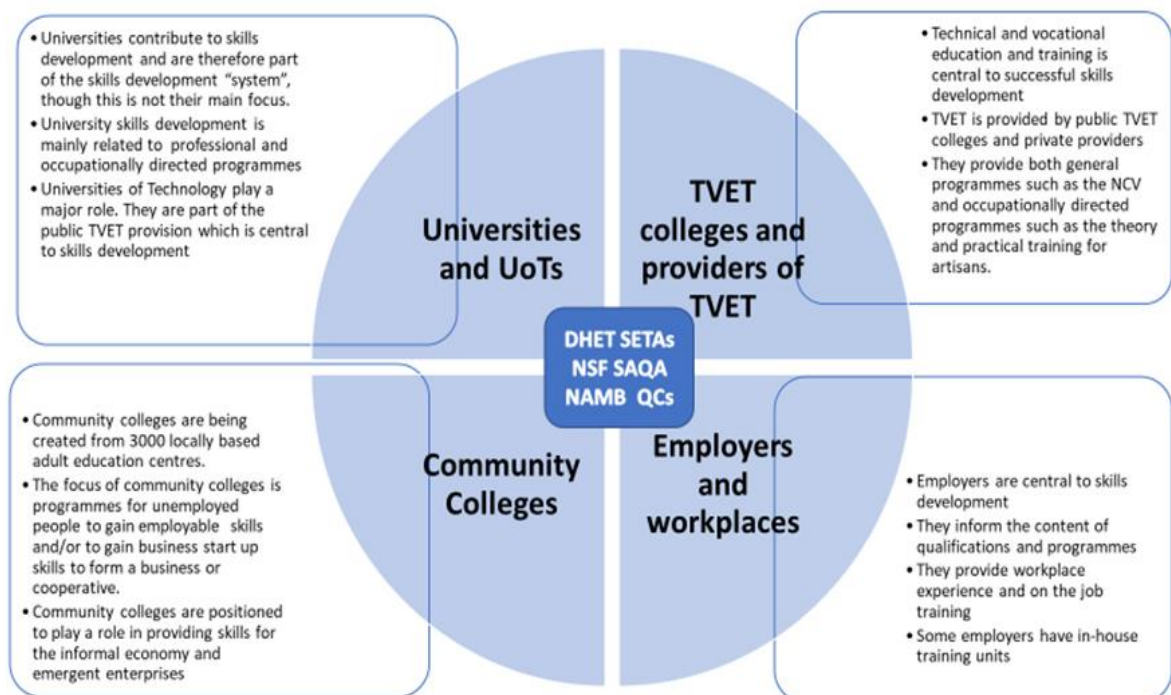 • Universities contribute to skills
development and are therefore part
of the skills development “system”,
though this is not their main focus.
• University skills development is
mainly related to professional and
occupationally directed programmes
• Universities of Technology play a
major role. They are part of the
public TVET provision which is central
to skills development
Universities
and UoTs
TVET
colleges and
providers of
TVET
• Technical and vocational
education and training is
central to successful skills
development
• TVET is provided by public TVET
colleges and private providers
• They provide both general
programmes such as the NCV
and occupationally directed
programmes such as the theory
and practical training for
artisans.
DHET SETAs
NSF SAQA
NAMB QCs
• Community colleges are being
created from 3000 locally based
adult education centres.
• The focus of community colleges is
programmes for unemployed
people to gain employable skills
and/or to gain business start up
skills to form a business or
cooperative.
• Community colleges are positioned
to play a role in providing skills for
the informal economy and
emergent enterprises
Community
Colleges
Employers
and
workplaces
• Employers are central to skills
development
• They inform the content of
qualifications and programmes
• They provide workplace
experience and on the job
training
• Some employers have in-house
training units